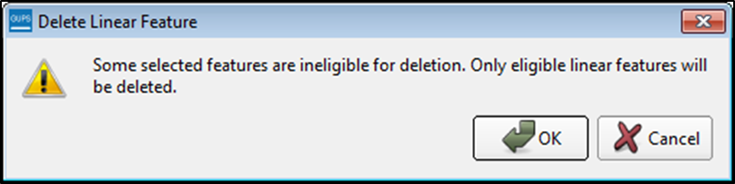 OUPS Delete Linear Feature
Some selected features are ineligible for deletion. Only eligible linear features will
be deleted.
OK Cancel